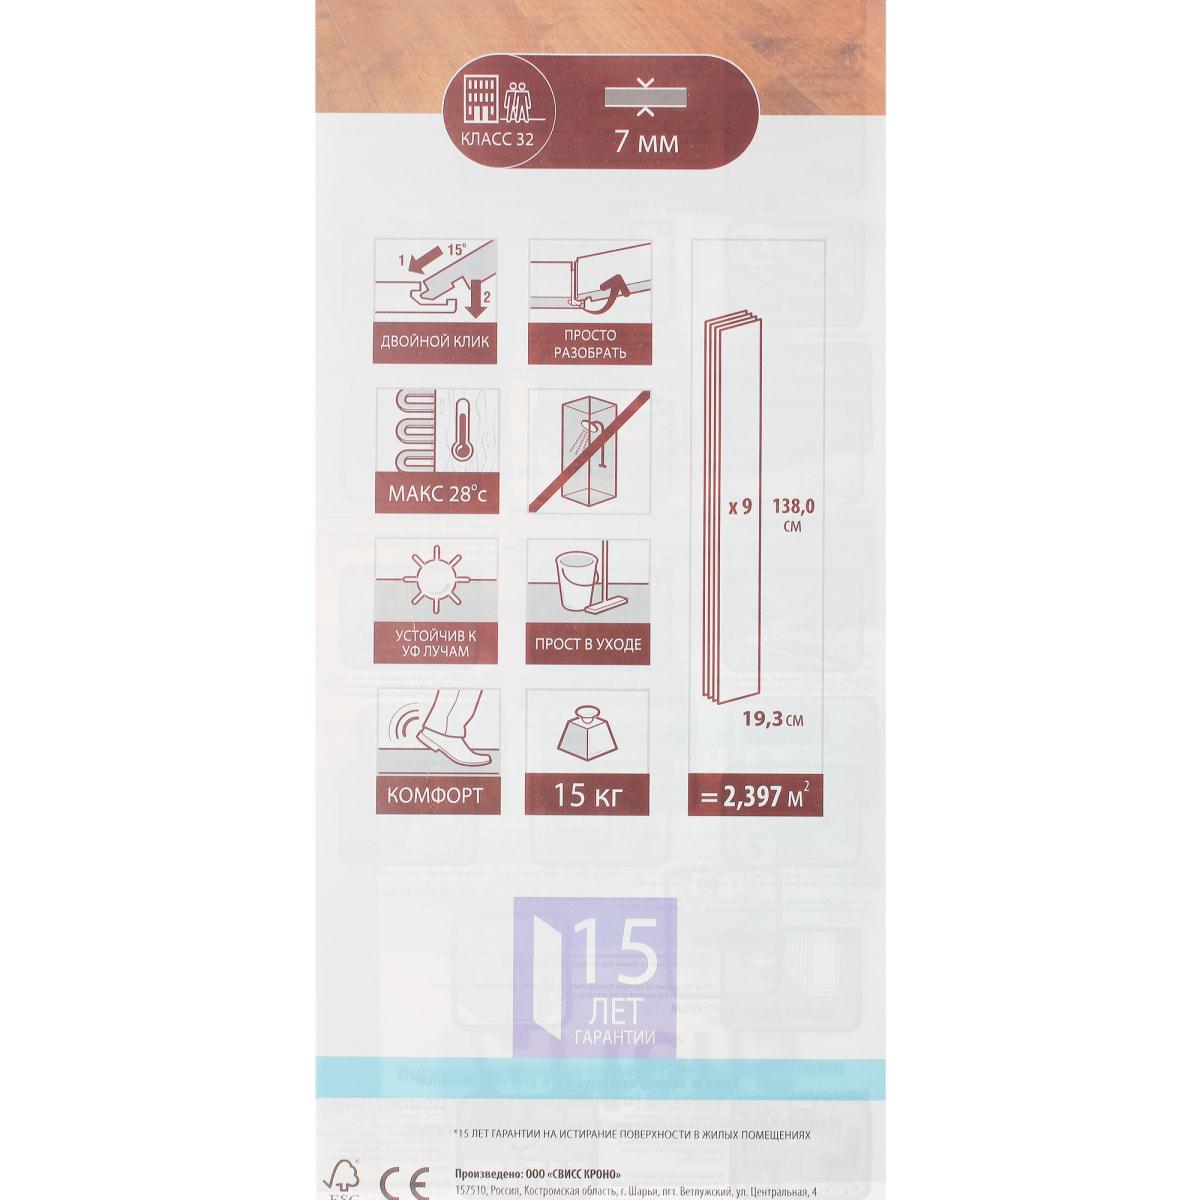 КЛАСС 32
7 мм
1
15°
2
ДВОЙНОЙ КЛИК
ПРОСТО
РАЗОБРАТЬ
МАКС 28°с
УСТОЙЧИВ К
УФ ЛУЧАМ
ПРОСТ В УХОДЕ
КОМФОРТ
15 кг
х 9
138,0
СМ
19,3 СМ
= 2,397 м²
15
ЛЕТ
ГАРАНТИИ
*15 ЛЕТ ГАРАНТИИ НА ИСТИРАНИЕ ПОВЕРХНОСТИ В ЖИЛЫХ ПОМЕЩЕНИЯХ
FSC
CE
Произведено: ООО «СВИСС КРОНО»
157510, Россия, Костромская область, г. Шарья, пгт. Ветлужский, ул. Центральная, 4